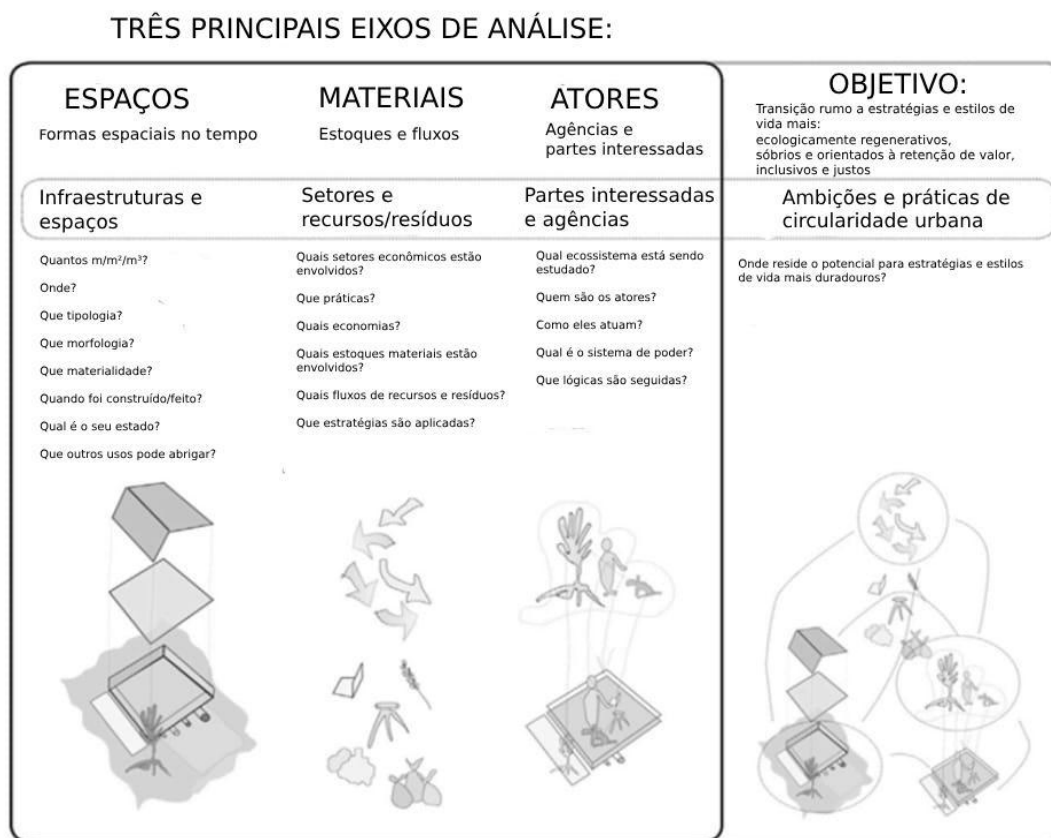 TRÊS PRINCIPAIS EIXOS DE ANÁLISE:
ESPAÇOS
Formas espaciais no tempo
Infraestruturas e
espaços
Quantos m/m²/m³?
Onde?
Que tipologia?
Que morfologia?
Que materialidade?
Quando foi construído/feito?
Qual é o seu estado?
Que outros usos pode abrigar?
MATERIAIS
Estoques e fluxos
Setores e
recursos/resíduos
Quais setores econômicos estão
envolvidos?
Que práticas?
Quais economias?
Quais estoques materiais estão
envolvidos?
Quais fluxos de recursos e resíduos?
Que estratégias são aplicadas?
ATORES
Agências e
partes interessadas
Partes interessadas
e agências
Qual ecossistema está sendo
estudado?
Quem são os atores?
Como eles atuam?
Qual é o sistema de poder?
Que lógicas são seguidas?
OBJETIVO:
Transição rumo a estratégias e estilos de
vida mais:
ecologicamente regenerativos,
sóbrios e orientados à retenção de valor,
inclusivos e justos
Ambições e práticas de
circularidade urbana
Onde reside o potencial para estratégias e estilos
de vida mais duradouros?